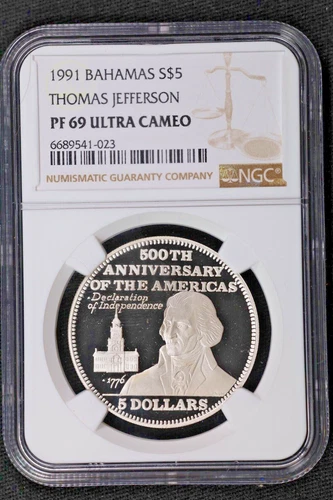 1991 BAHAMAS S$5
THOMAS JEFFERSON
PF 69 ULTRA CAMEO
6689541-023
NUMISMATIC GUARANTY COMPANY
NGC
500TH
ANNIVERSARY
OF THE AMERICAS
Declaration
of Independence
•1776
5 DOLLARS